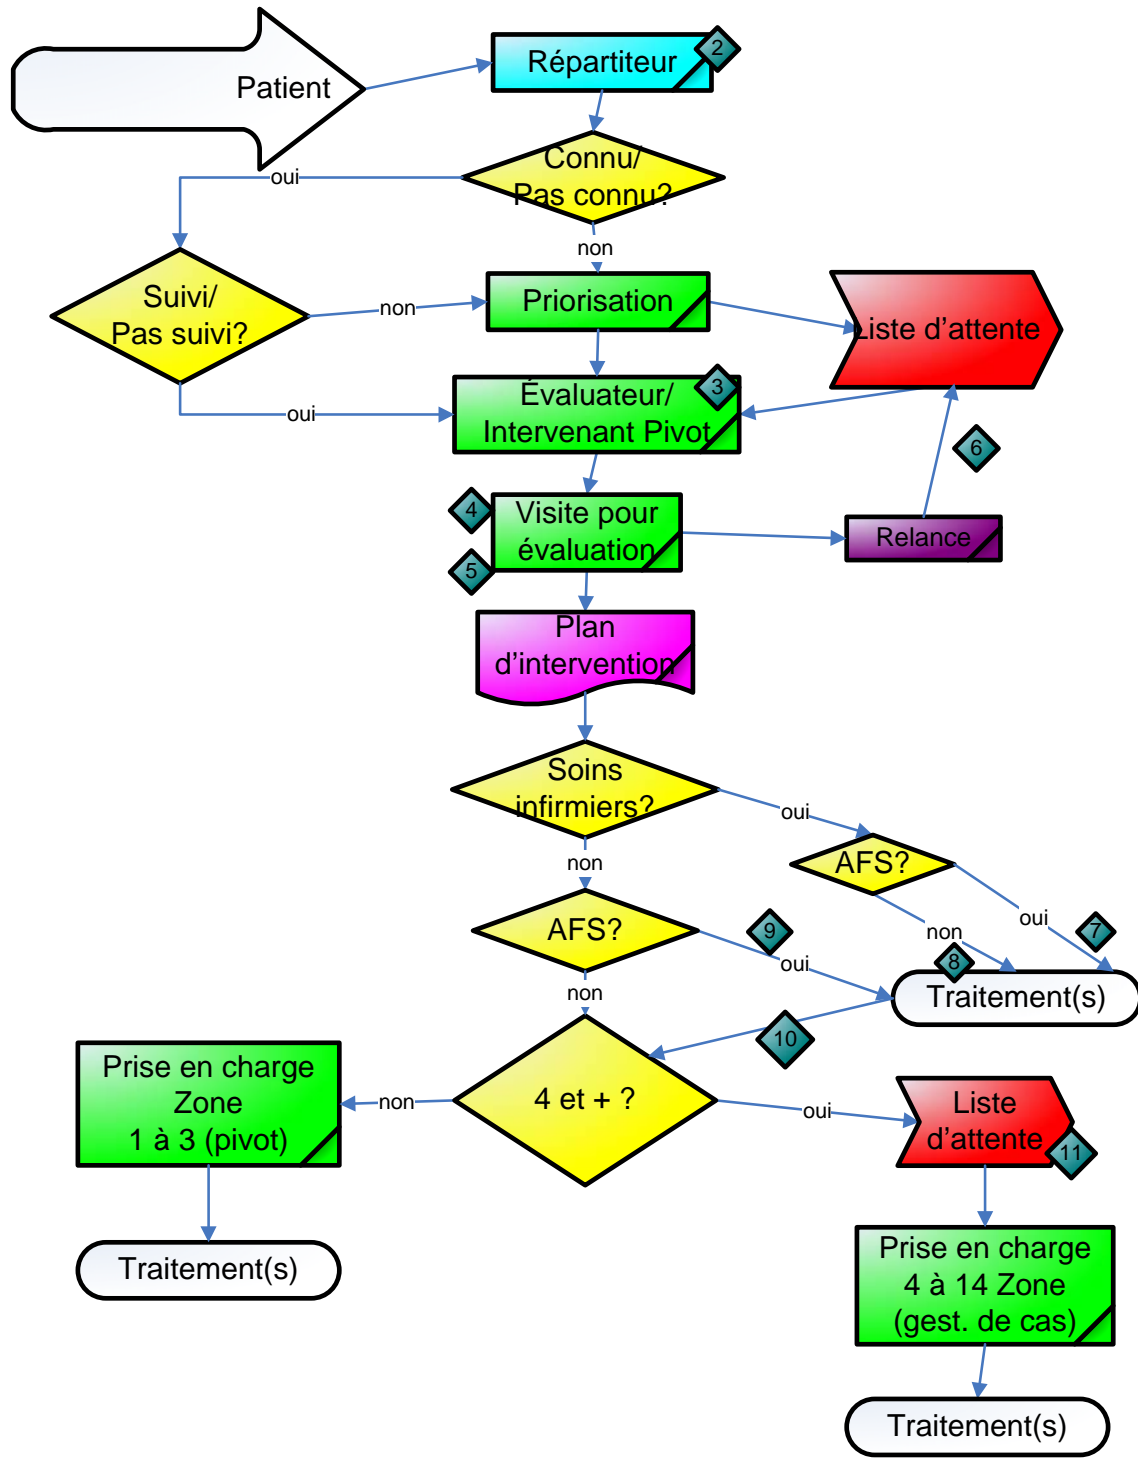 Patient
Répartiteur
2
Connu/
Pas connu?
oui
non
Suivi/
Pas suivi?
non
Priorisation
Liste d'attente
oui
Évaluateur/
Intervenant Pivot
3
6
4
Visite pour
évaluation
5
Relance
Plan
d'intervention
Soins
infirmiers?
oui
non
AFS?
AFS?
9
oui
non
oui
7
8
non
Traitement(s)
10
4 et + ?
non
oui
Prise en charge
Zone
1 à 3 (pivot)
Liste
d'attente
11
Traitement(s)
Prise en charge
4 à 14 Zone
(gest. de cas)
Traitement(s)